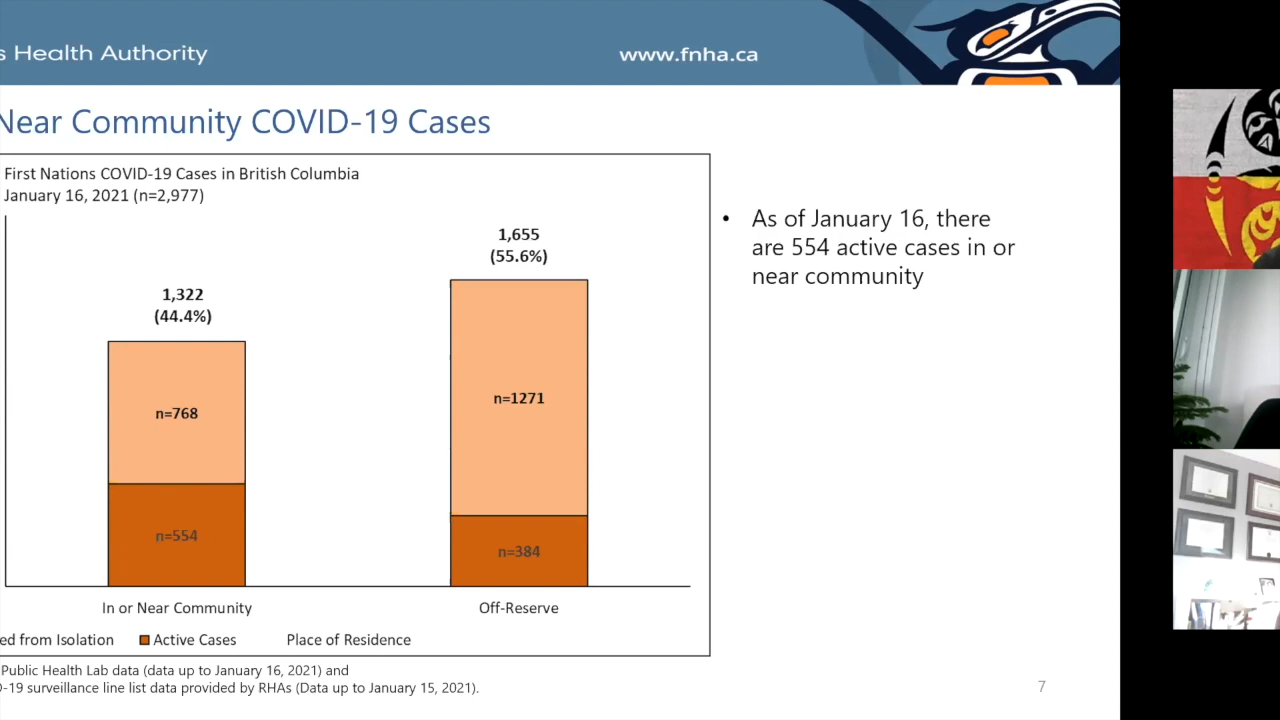 s Health Authority
www.fnha.ca
Near Community COVID-19 Cases
First Nations COVID-19 Cases in British Columbia
January 16, 2021 (n=2,977)
1,322
(44.4%)
n=768
n=554
1,655
(55.6%)
n=1271
n=384
In or Near Community
Off-Reserve
ed from Isolation
Active Cases
Place of Residence
• As of January 16, there
are 554 active cases in or
near community
Public Health Lab data (data up to January 16, 2021) and
D-19 surveillance line list data provided by RHAs (Data up to January 15, 2021).
7